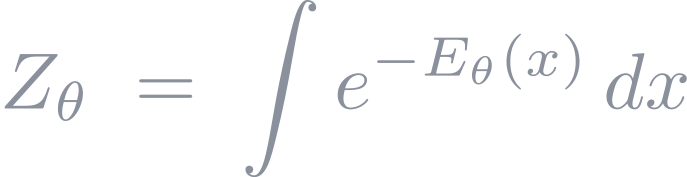 Z_θ = ∫ e^{−E_θ(x)} dx